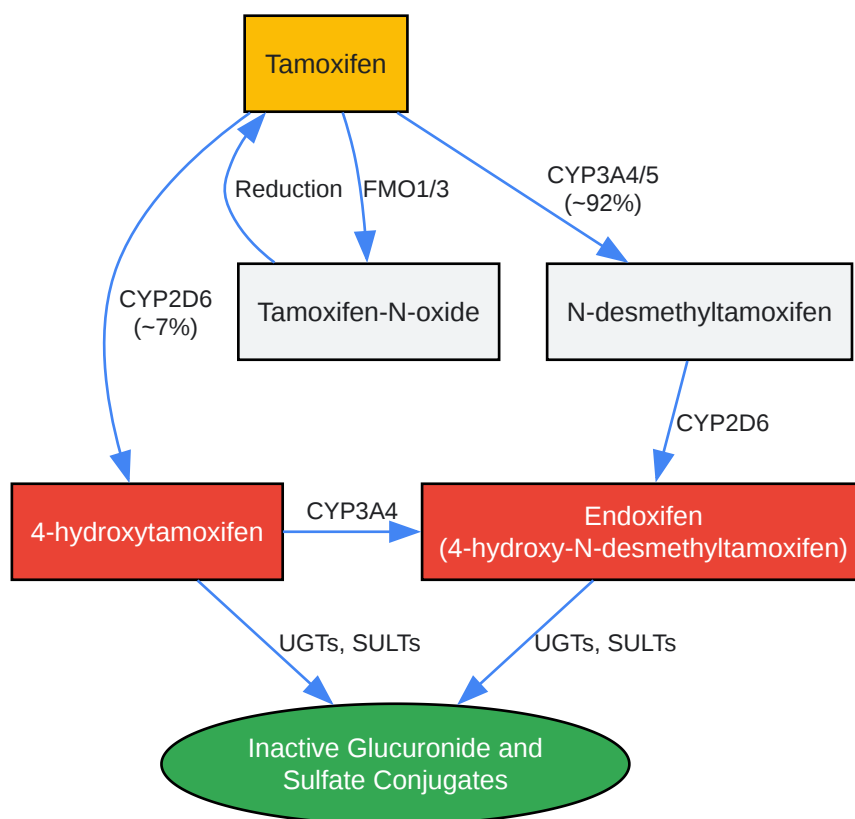 Tamoxifen
Reduction
FMO1/3
CYP3A4/5
(~92%)
CYP2D6
(~7%)
Tamoxifen-N-oxide
N-desmethyltamoxifen
CYP2D6
4-hydroxytamoxifen
CYP3A4
Endoxifen
(4-hydroxy-N-desmethyltamoxifen)
UGTs, SULTs
UGTs, SULTs
Inactive Glucuronide and
Sulfate Conjugates